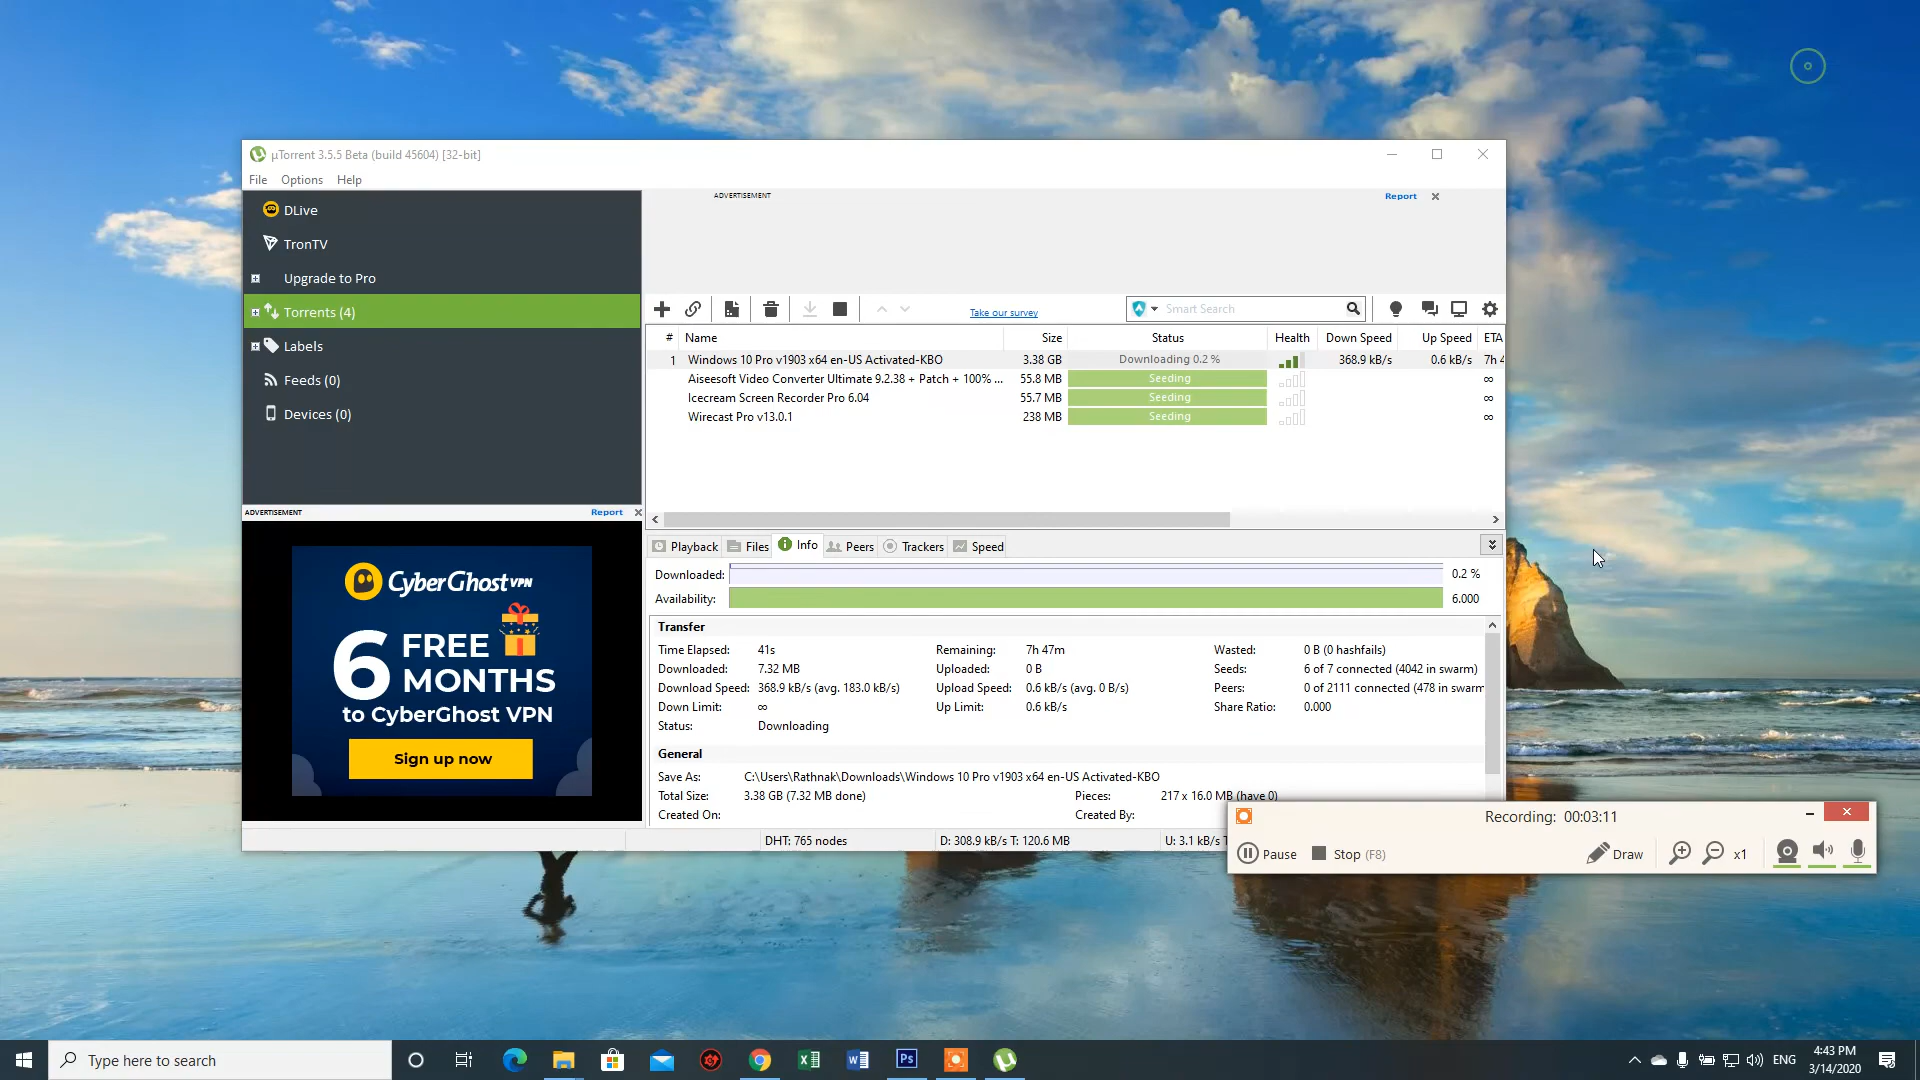 µTorrent 3.5.5 Beta (build 45604) [32-bit]
File Options Help
DLive
TronTV
Upgrade to Pro
Torrents (4)
Labels
Feeds (0)
Devices (0)
ADVERTISEMENT Report
ADVERTISEMENT Report
CyberGhost VPN
6 FREE MONTHS
to CyberGhost VPN
Sign up now
Take our survey
Smart Search
# Name Size Status Health Down Speed Up Speed ETA
1 Windows 10 Pro v1903 x64 en-US Activated-KBO 3.38 GB Downloading 0.2 % 368.9 kB/s 0.6 kB/s 7h 4
Aiseesoft Video Converter Ultimate 9.2.38 + Patch + 100% ... 55.8 MB Seeding ∞
Icecream Screen Recorder Pro 6.04 55.7 MB Seeding ∞
Wirecast Pro v13.0.1 238 MB Seeding ∞
Playback Files Info Peers Trackers Speed
Downloaded: 0.2 %
Availability: 6.000
Transfer
Time Elapsed: 41s Remaining: 7h 47m Wasted: 0 B (0 hashfails)
Downloaded: 7.32 MB Uploaded: 0 B Seeds: 6 of 7 connected (4042 in swarm)
Download Speed: 368.9 kB/s (avg. 183.0 kB/s) Upload Speed: 0.6 kB/s (avg. 0 B/s) Peers: 0 of 2111 connected (478 in swarm
Down Limit: ∞ Up Limit: 0.6 kB/s Share Ratio: 0.000
Status: Downloading
General
Save As: C:\Users\Rathnak\Downloads\Windows 10 Pro v1903 x64 en-US Activated-KBO
Total Size: 3.38 GB (7.32 MB done) Pieces: 217 x 16.0 MB (have 0)
Created On: Created By:
DHT: 765 nodes D: 308.9 kB/s T: 120.6 MB U: 3.1 kB/s T
Recording: 00:03:11
Pause Stop (F8) Draw x1
Type here to search
Ps
ENG
4:43 PM
3/14/2020